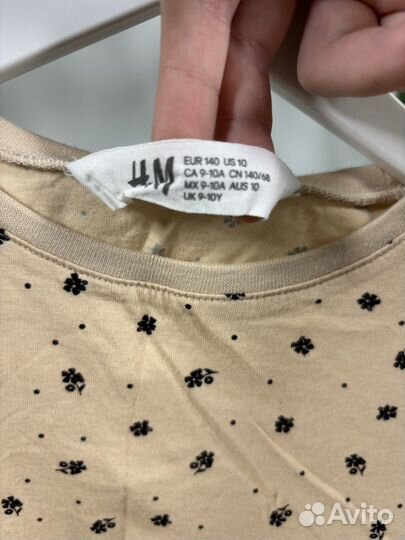 H&M
EUR 140 US 10
CA 9-10A CN 140/68
MX 9-10A AUS 10
UK 9-10Y
Avito